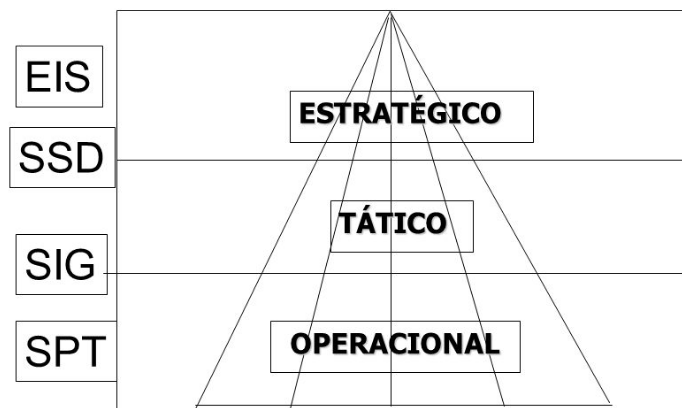 EIS
ESTRATÉGICO
SSD
TÁTICO
SIG
SPT
OPERACIONAL